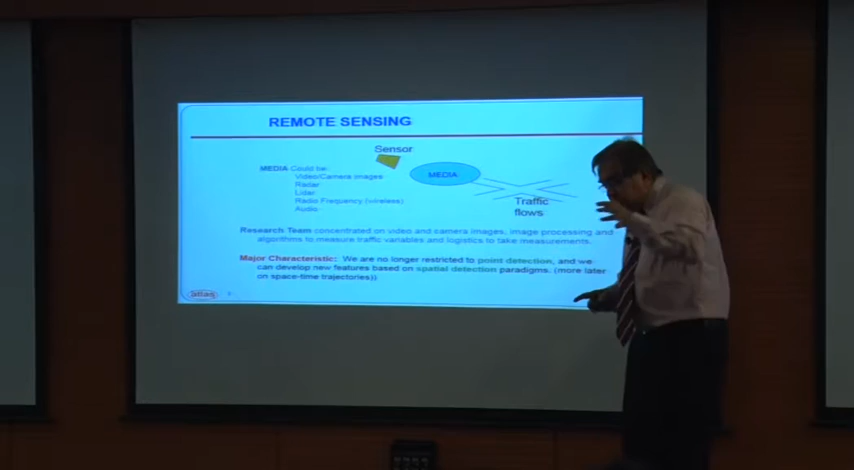 REMOTE SENSING
Sensor
MEDIA Could be:
Video/Camera images
Radar
Lidar
Radio Frequency (wireless)
Audio
MEDIA
Traffic
flows
Research Team concentrated on video and camera images, image processing and
algorithms to measure traffic variables and logistics to take measurements.
Major Characteristic: We are no longer restricted to point detection, and we
can develop new features based on spatial detection paradigms. (more later
on space-time trajectories))